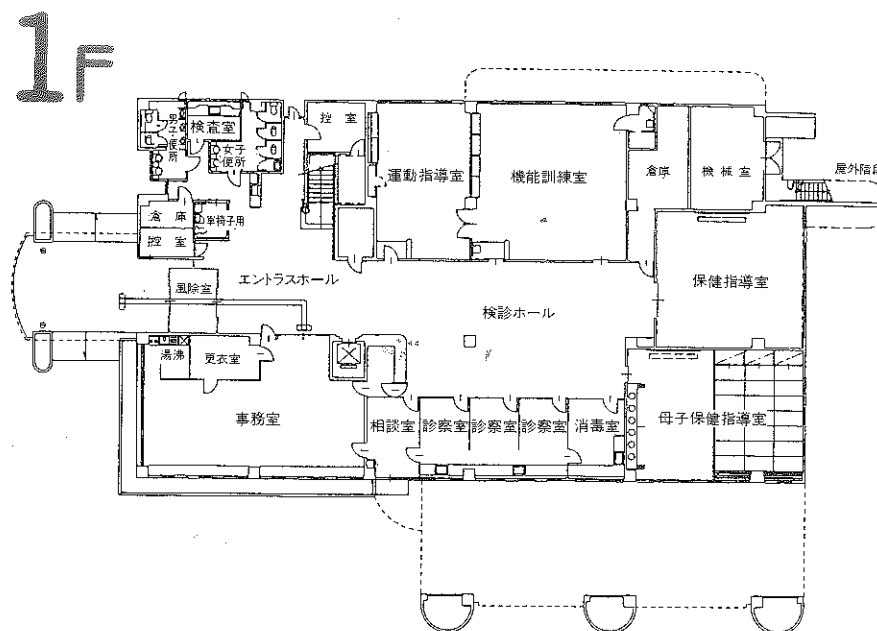 1F
男子便所
検査室
女子
便所
控室
運動指導室
機能訓練室
倉庫
機械室
屋外階段
倉庫
車椅子用
控室
保健指導室
エントラスホール
風除室
検診ホール
湯沸
更衣室
事務室
相談室
診察室
診察室
診察室
消毒室
母子保健指導室